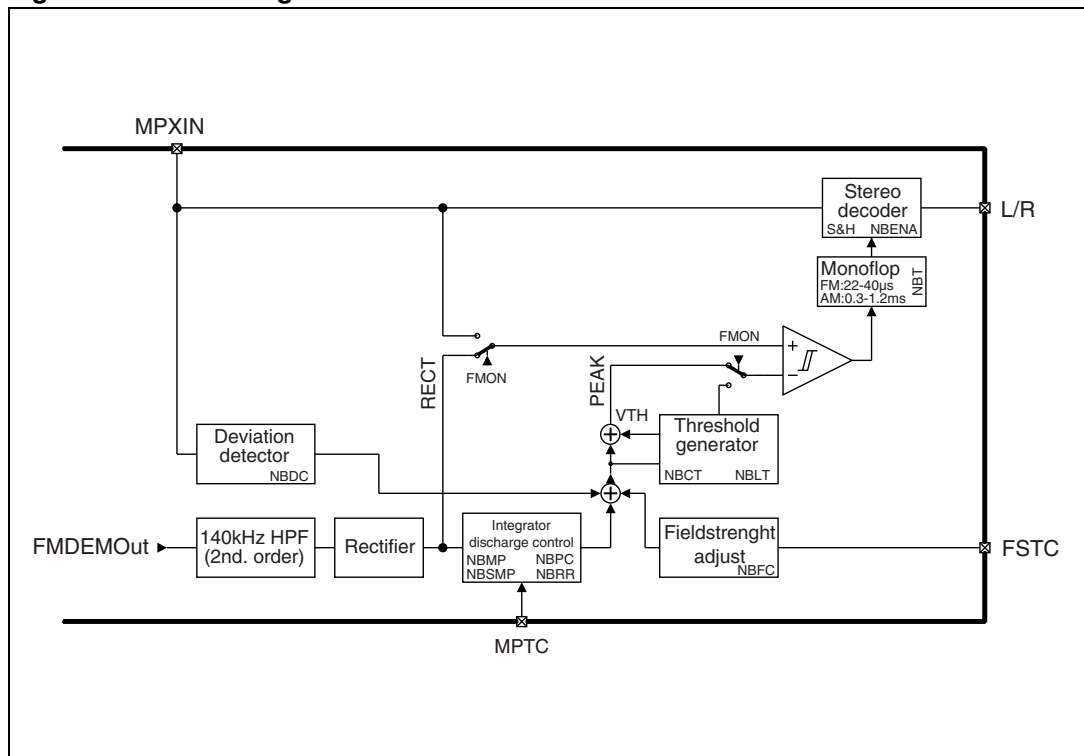 MPXIN
Stereo
decoder
S&H NBENA
L/R
Monoflop
FM:22-40µs
AM:0.3-1.2ms
NBT
FMON
+
−
RECT
FMON
PEAK
VTH
Threshold
generator
NBCT NBLT
Deviation
detector
NBDC
+
+
FMDEMOut
140kHz HPF
(2nd. order)
Rectifier
Integrator
discharge control
NBMP NBPC
NBSMP NBRR
Fieldstrenght
adjust
NBFC
FSTC
MPTC